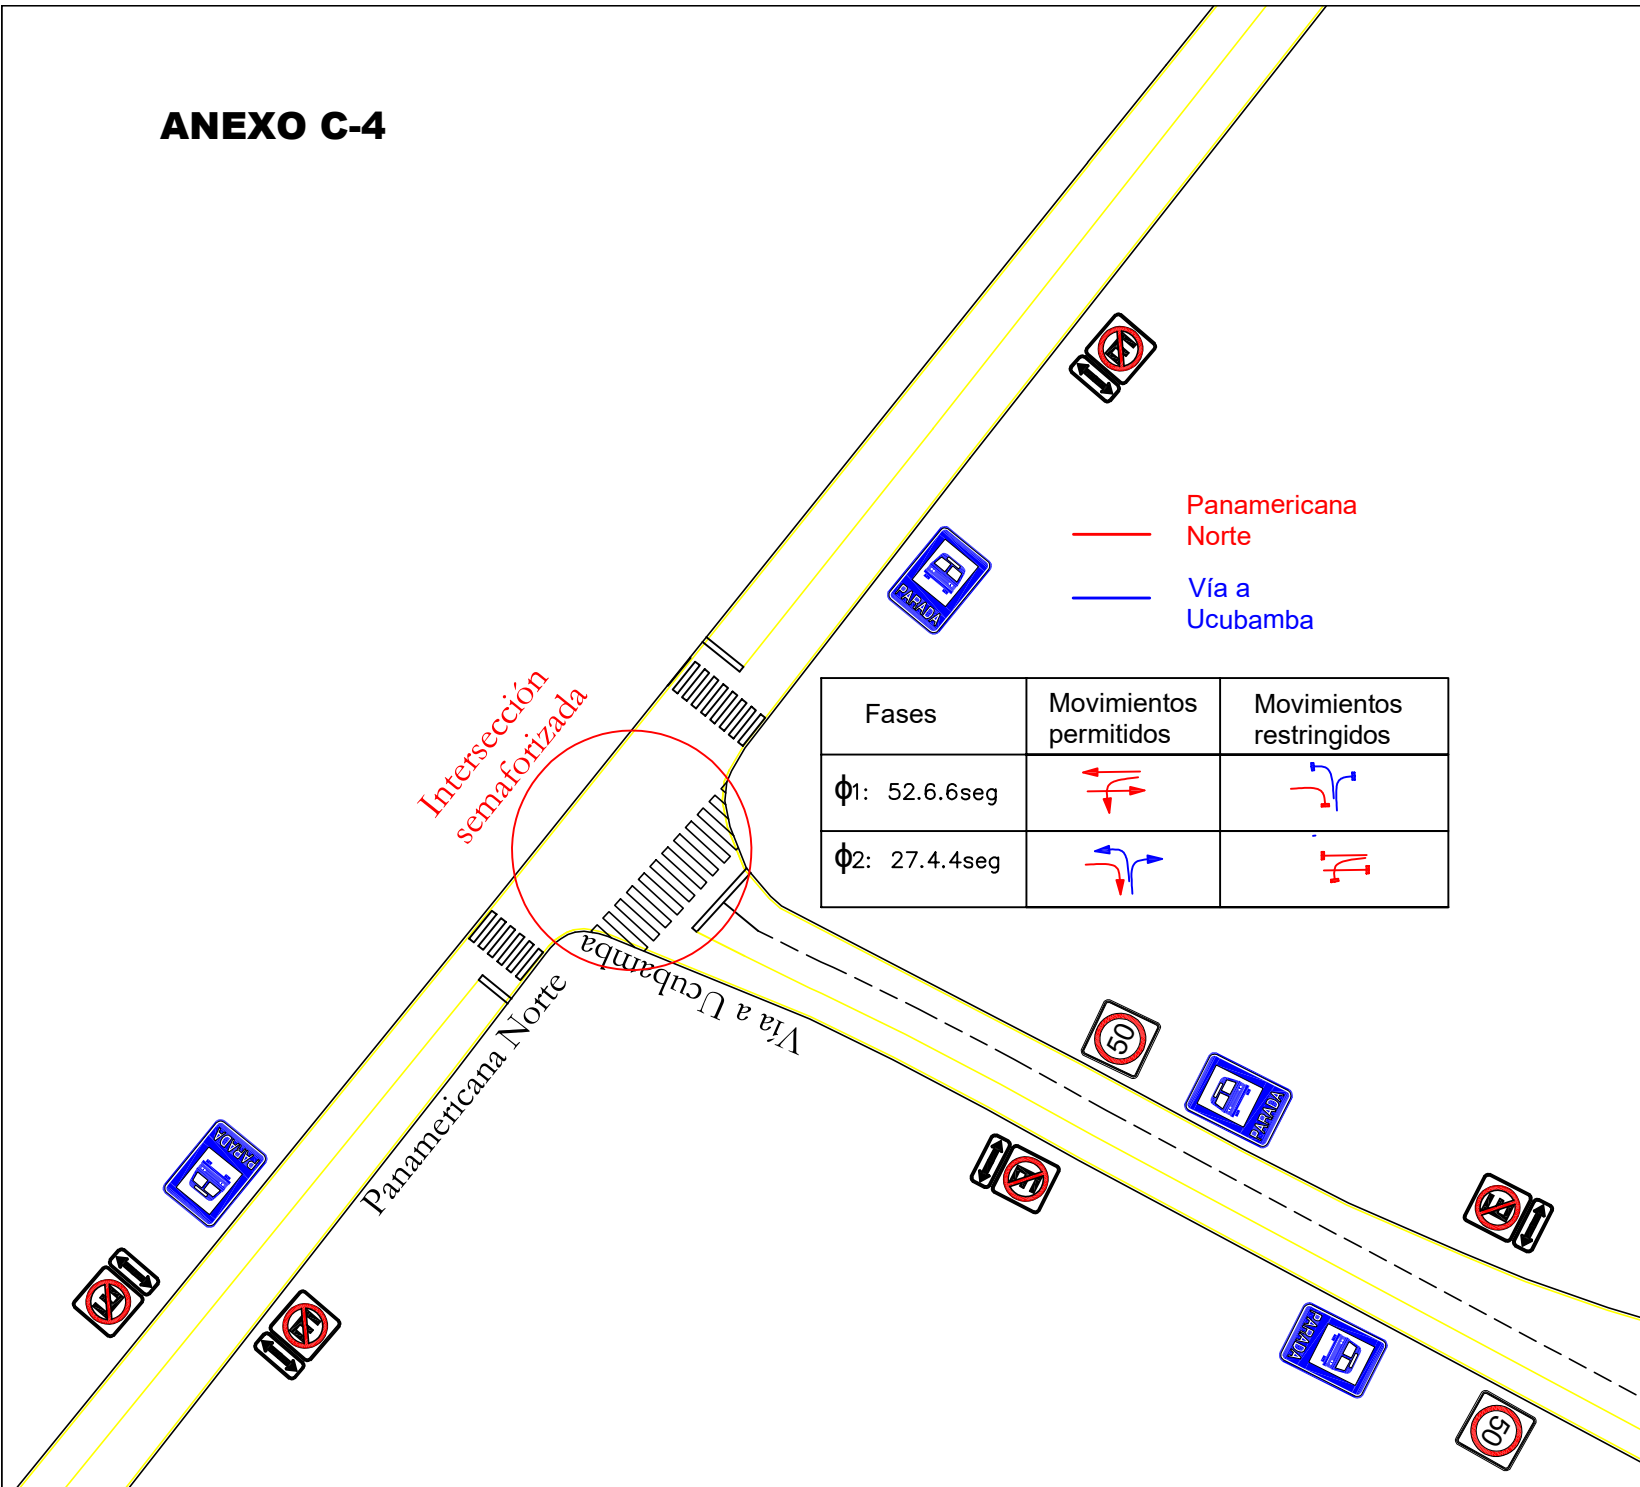 ANEXO C-4
E
Panamericana
Norte
PARADA
Vía a
Ucubamba
Intersección
semaforizada
Fases
Movimientos
permitidos
Movimientos
restringidos
ϕ1: 52.6.6seg
ϕ2: 27.4.4seg
Vía a Ucubamba
Panamericana Norte
50
PARADA
PARADA
E
E
E
E
PARADA
50